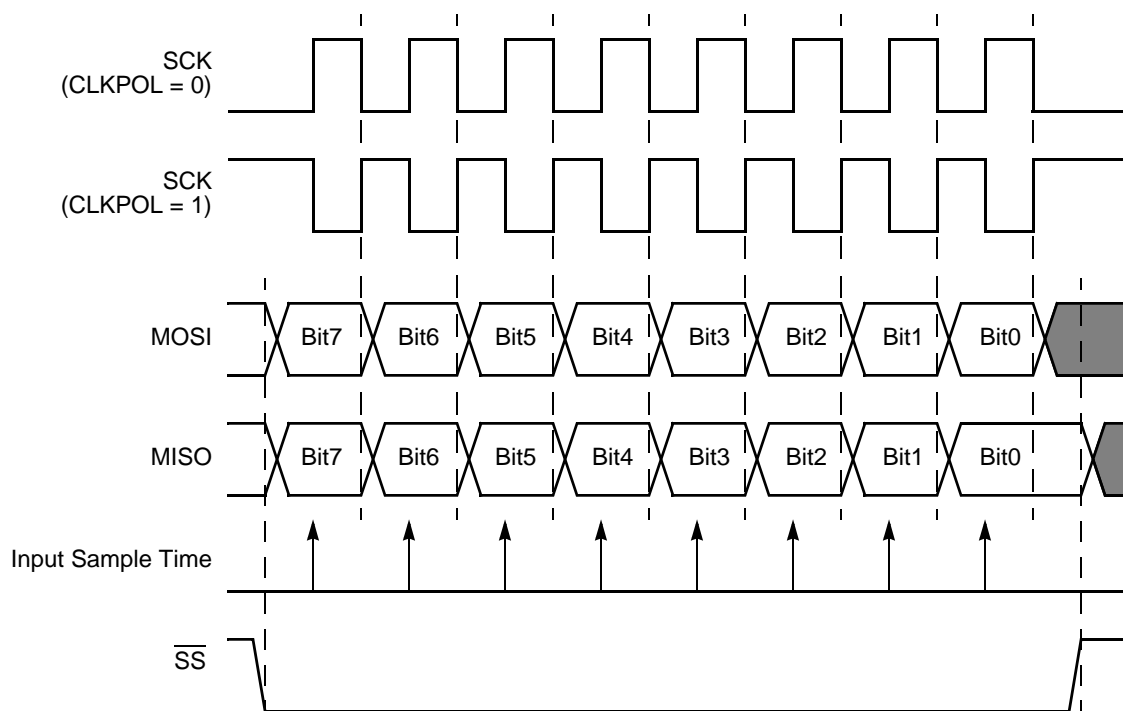 SCK
(CLKPOL = 0)
SCK
(CLKPOL = 1)
MOSI
Bit7 Bit6 Bit5 Bit4 Bit3 Bit2 Bit1 Bit0
MISO
Bit7 Bit6 Bit5 Bit4 Bit3 Bit2 Bit1 Bit0
Input Sample Time
S̅S̅